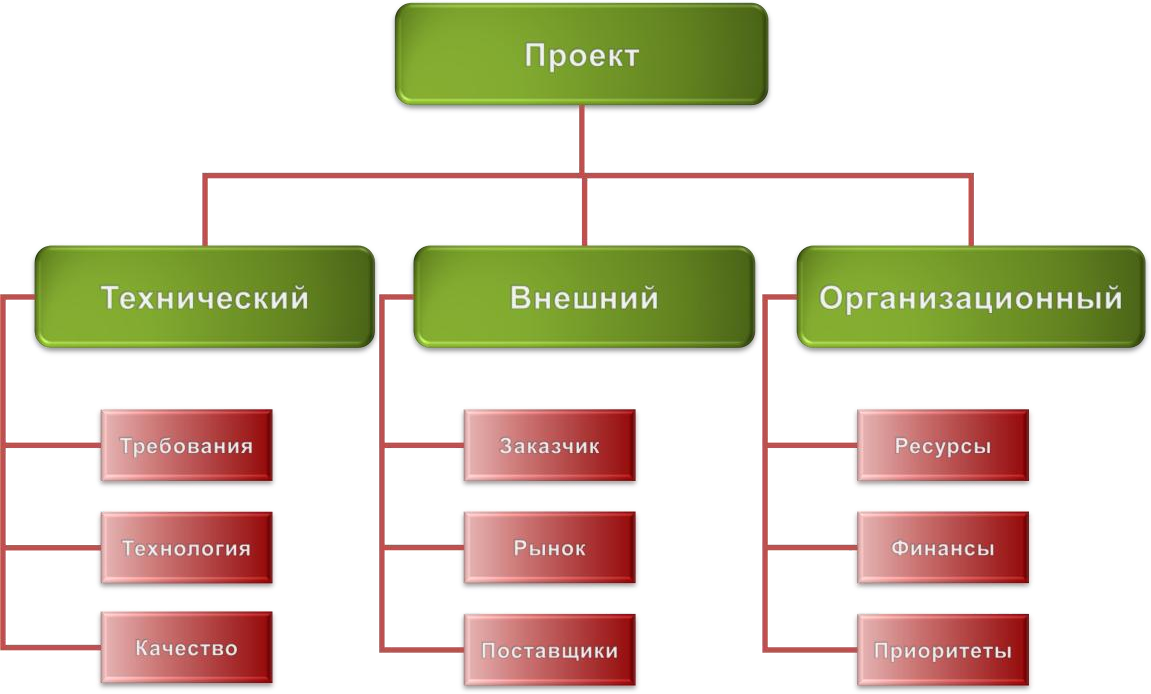 Проект
Технический
Внешний
Организационный
Требования
Заказчик
Ресурсы
Технология
Рынок
Финансы
Качество
Поставщики
Приоритеты